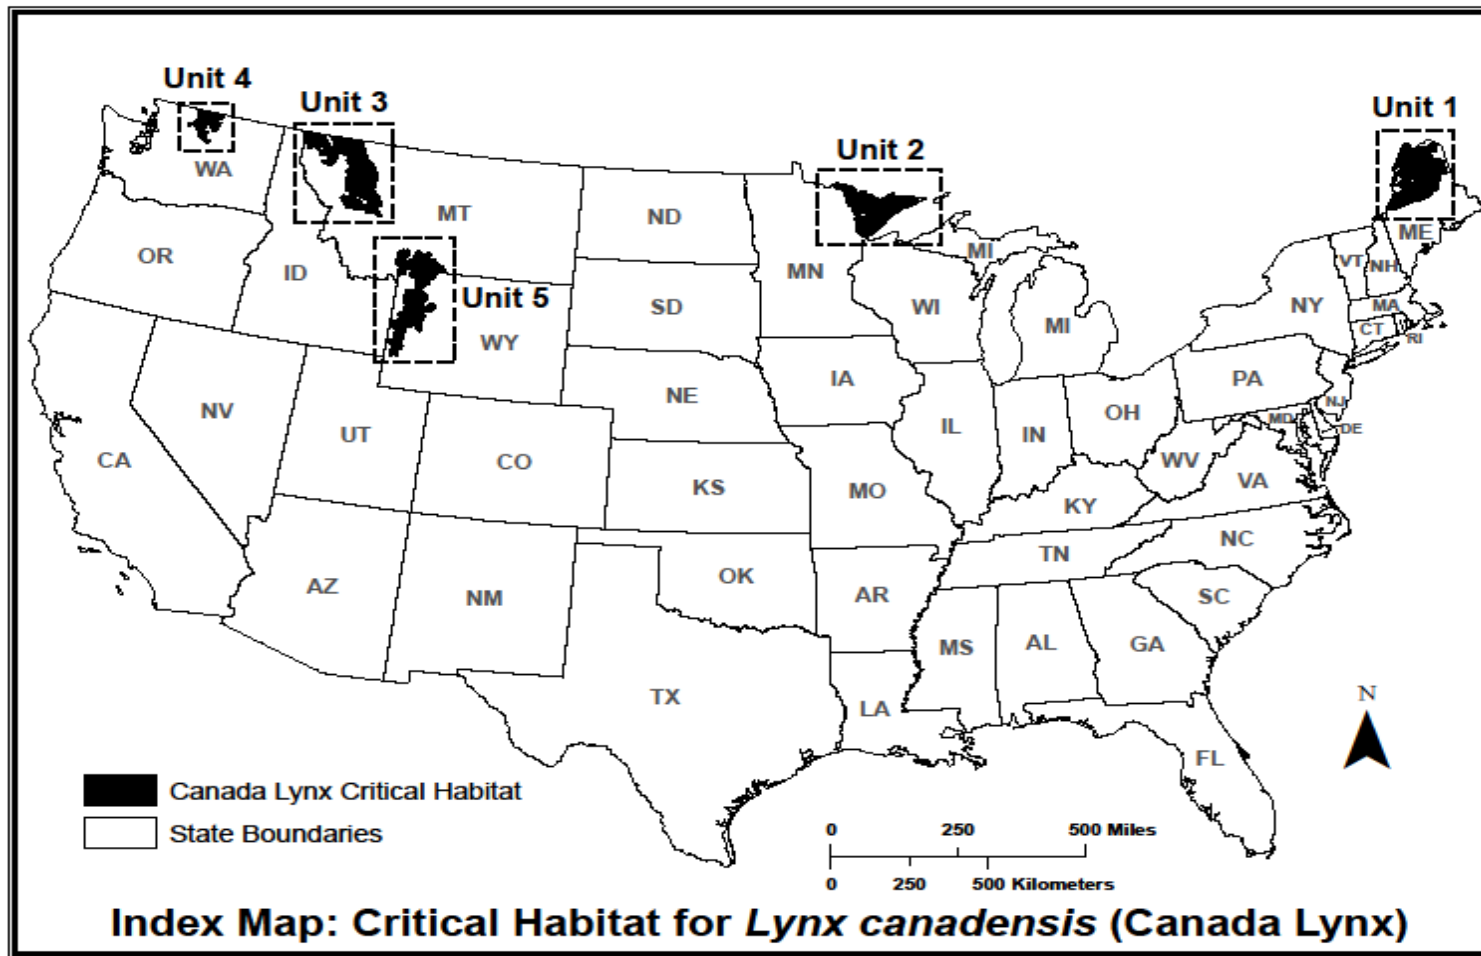 Unit 4
Unit 3
Unit 2
Unit 1
WA
MT
ND
MN
MI
ME
VT
NH
OR
ID
Unit 5
SD
WI
NY
MA
CT
RI
WY
MI
NV
UT
NE
IA
PA
NJ
MD
DE
CA
CO
IL
IN
OH
WV
VA
KS
MO
KY
AZ
NM
OK
AR
TN
NC
SC
MS
AL
GA
TX
LA
FL
N
Canada Lynx Critical Habitat
State Boundaries
0 250 500 Miles
0 250 500 Kilometers
Index Map: Critical Habitat for Lynx canadensis (Canada Lynx)